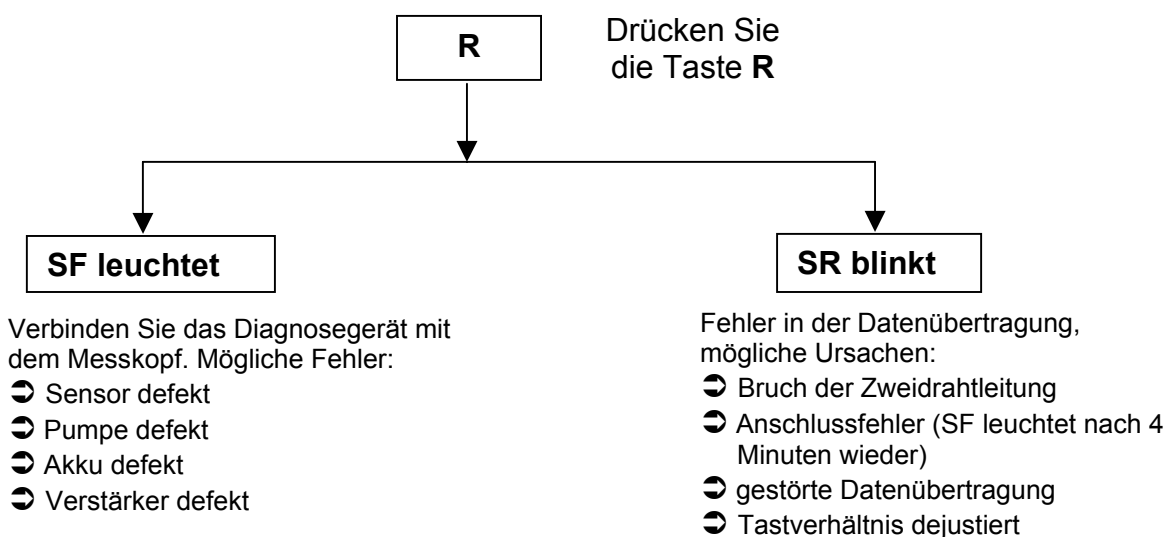 R
Drücken Sie
die Taste R
SF leuchtet
Verbinden Sie das Diagnosegerät mit
dem Messkopf. Mögliche Fehler:
➲ Sensor defekt
➲ Pumpe defekt
➲ Akku defekt
➲ Verstärker defekt
SR blinkt
Fehler in der Datenübertragung,
mögliche Ursachen:
➲ Bruch der Zweidrahtleitung
➲ Anschlussfehler (SF leuchtet nach 4
Minuten wieder)
➲ gestörte Datenübertragung
➲ Tastverhältnis dejustiert